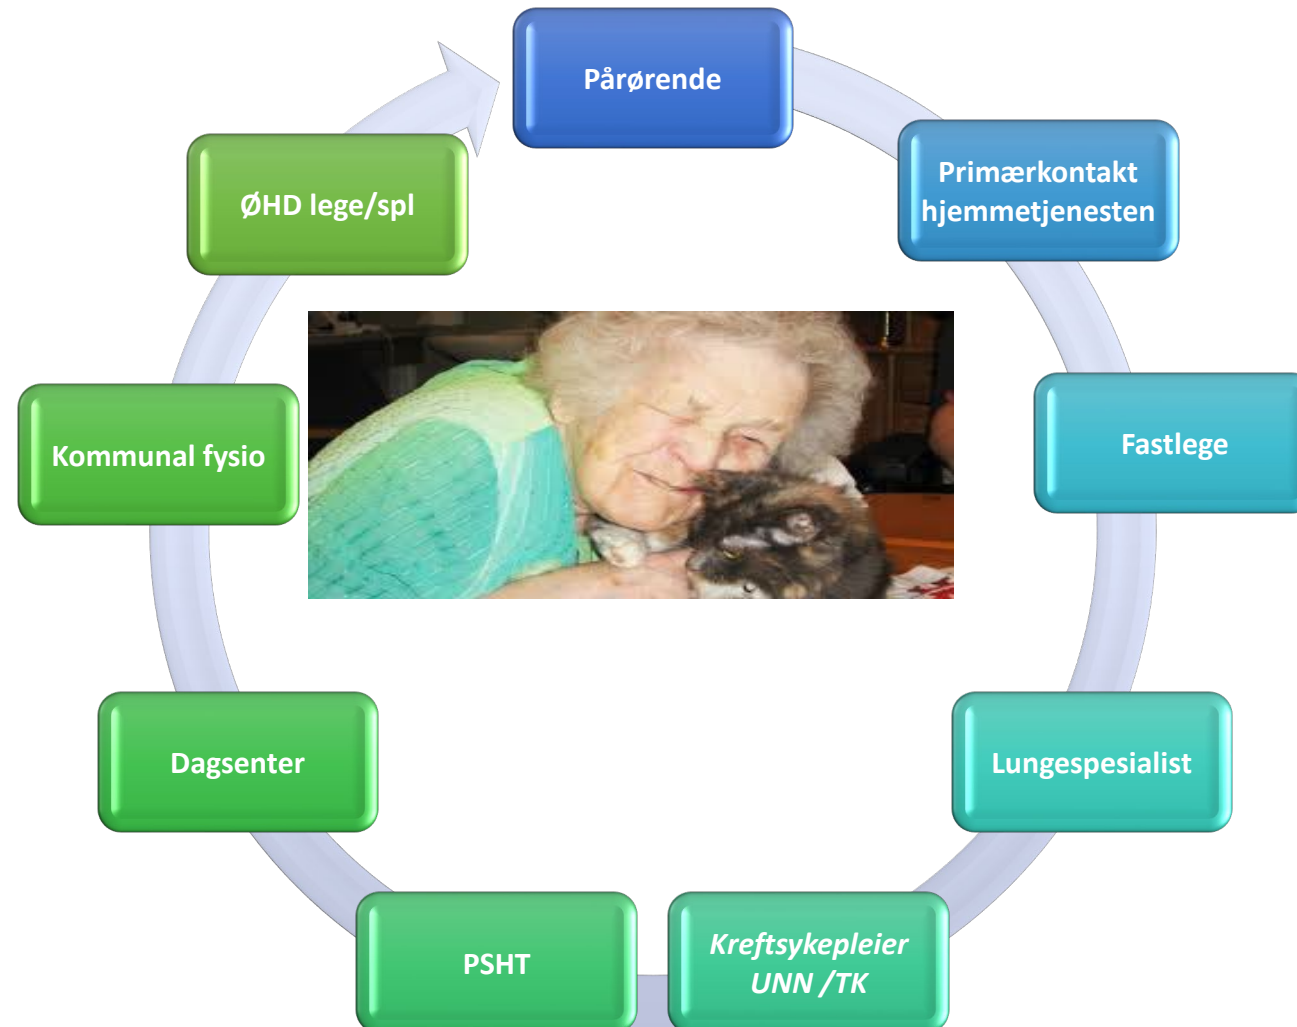 Pårørende
Primærkontakt
hjemmetjenesten
Fastlege
Lungespesialist
Kreftsykepleier
UNN /TK
PSHT
Dagsenter
Kommunal fysio
ØHD lege/spl